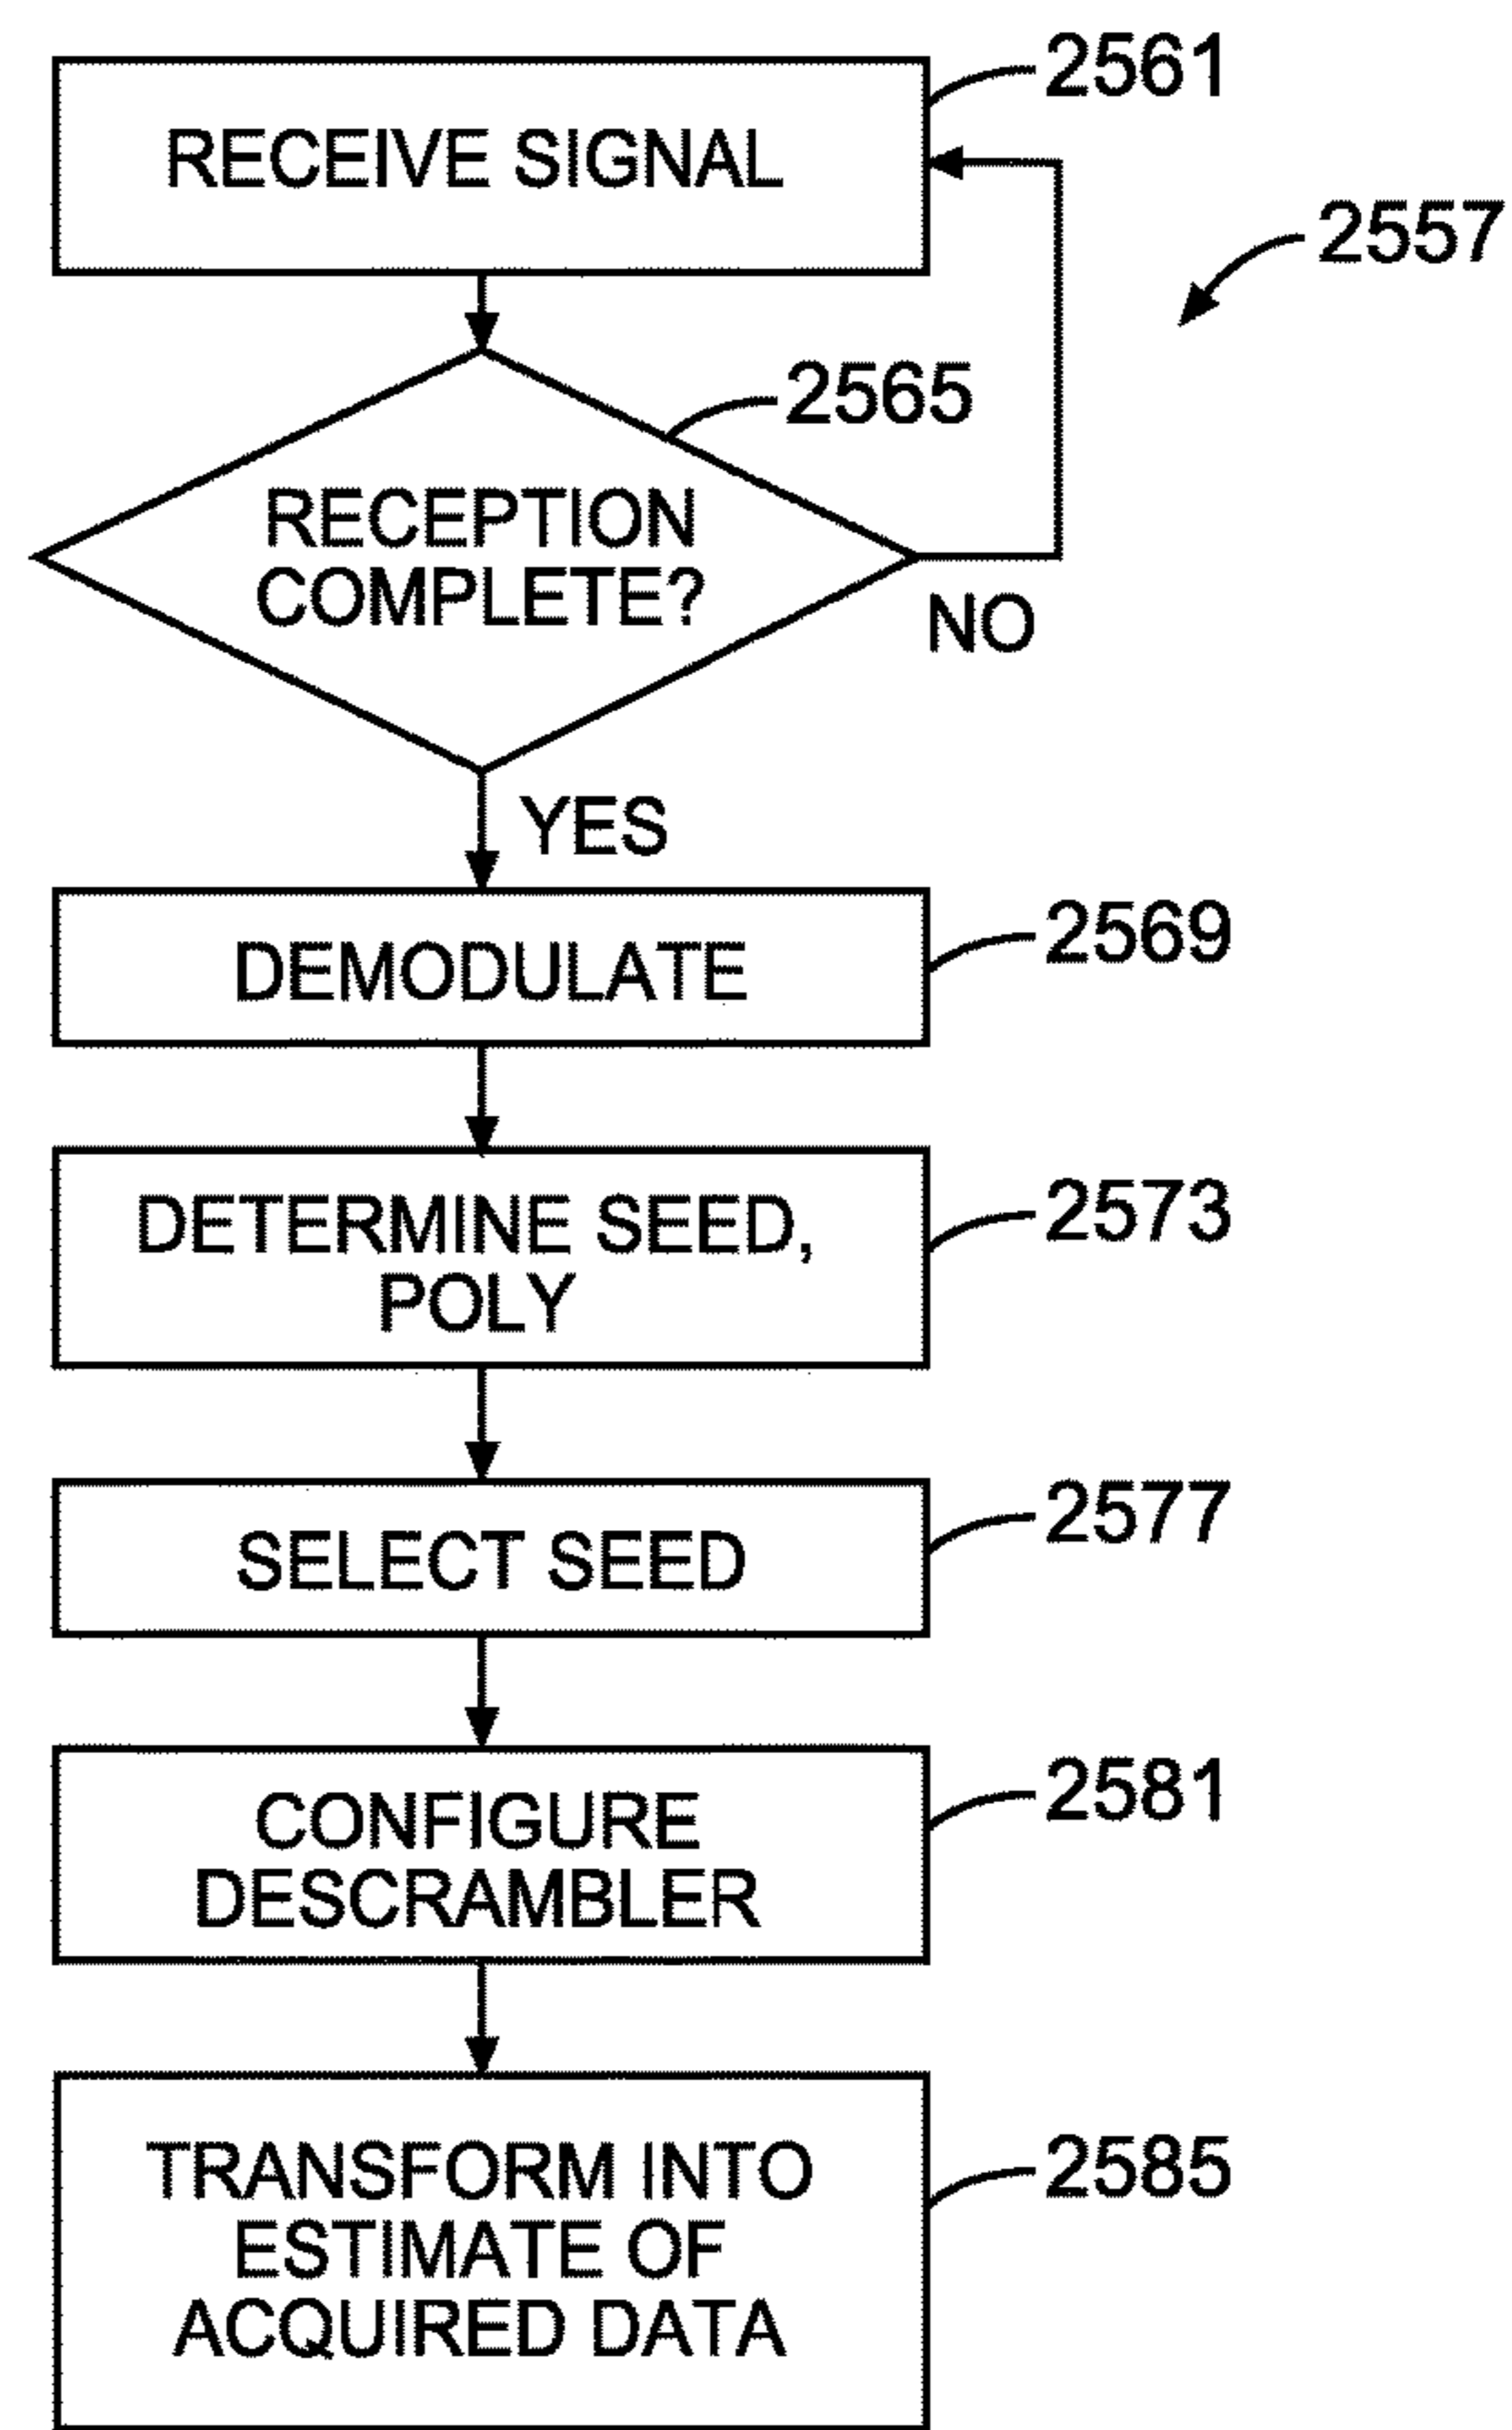 2561
RECEIVE SIGNAL
2557
2565
RECEPTION
COMPLETE?
NO
YES
2569
DEMODULATE
2573
DETERMINE SEED,
POLY
2577
SELECT SEED
2581
CONFIGURE
DESCRAMBLER
2585
TRANSFORM INTO
ESTIMATE OF
ACQUIRED DATA